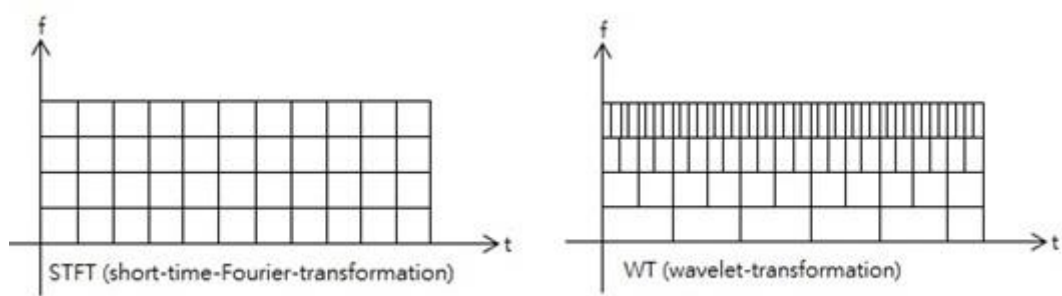 f
t
STFT (short-time-Fourier-transformation)
f
t
WT (wavelet-transformation)